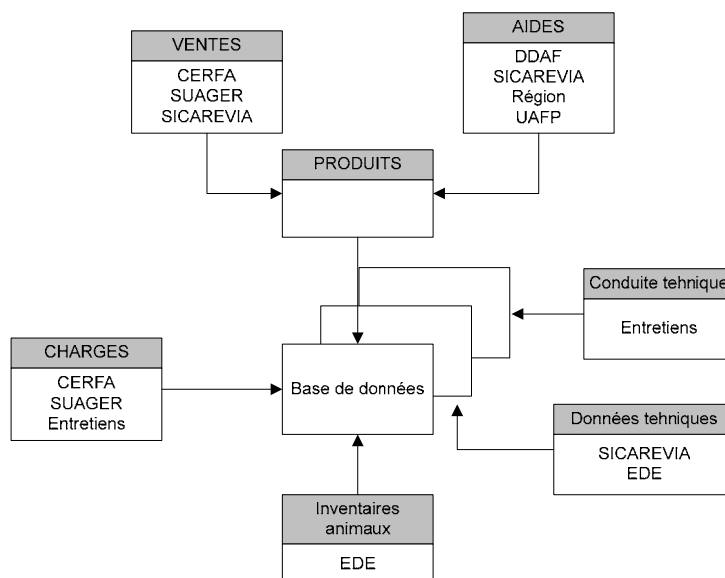 VENTES
CERFA
SUAGER
SICAREVIA
AIDES
DDAF
SICAREVIA
Région
UAFP
PRODUITS
Conduite tehnique
Entretiens
CHARGES
CERFA
SUAGER
Entretiens
Base de données
Données tehniques
SICAREVIA
EDE
Inventaires
animaux
EDE